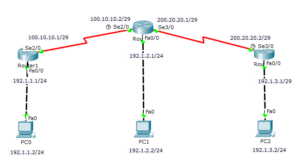 100.10.10.2/29
200.20.20.1/29
Se2/0
Se3/0
100.10.10.1/29
200.20.20.2/29
Se2/0
Rou
Fa0/0
Se3/0
Fa0/0
Router1
192.1.2.1/24
Rou
Fa0/0
192.1.1.1/24
192.1.3.1/29
Fa0
Fa0
Fa0
PC0
PC1
PC2
192.1.1.2/24
192.1.2.2/24
192.1.3.2/24